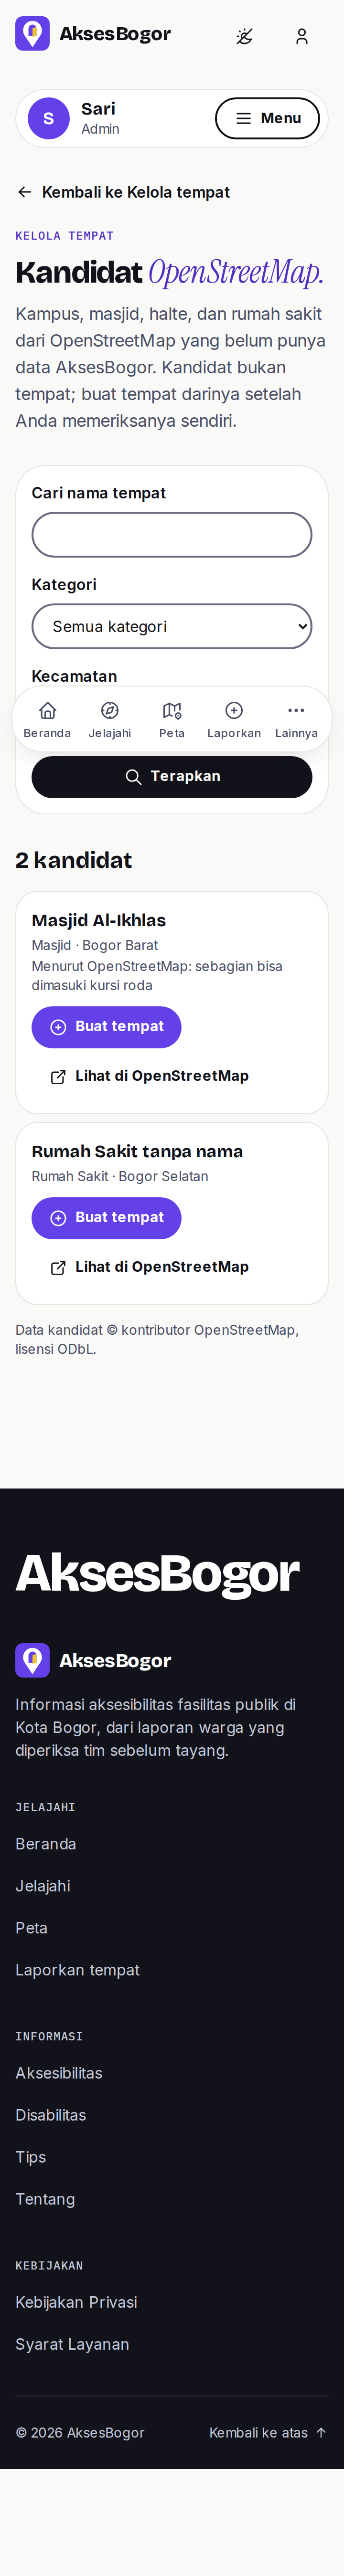 AksesBogor
S
Sari
Admin
Menu
Kembali ke Kelola tempat
KELOLA TEMPAT
Kandidat OpenStreetMap.
Kampus, masjid, halte, dan rumah sakit
dari OpenStreetMap yang belum punya
data AksesBogor. Kandidat bukan
tempat; buat tempat darinya setelah
Anda memeriksanya sendiri.
Cari nama tempat
Kategori
Semua kategori
Kecamatan
Beranda
Jelajahi
Peta
Laporkan
Lainnya
Terapkan
2 kandidat
Masjid Al-Ikhlas
Masjid · Bogor Barat
Menurut OpenStreetMap: sebagian bisa
dimasuki kursi roda
Buat tempat
Lihat di OpenStreetMap
Rumah Sakit tanpa nama
Rumah Sakit · Bogor Selatan
Buat tempat
Lihat di OpenStreetMap
Data kandidat © kontributor OpenStreetMap,
lisensi ODbL.
AksesBogor
AksesBogor
Informasi aksesibilitas fasilitas publik di
Kota Bogor, dari laporan warga yang
diperiksa tim sebelum tayang.
JELAJAHI
Beranda
Jelajahi
Peta
Laporkan tempat
INFORMASI
Aksesibilitas
Disabilitas
Tips
Tentang
KEBIJAKAN
Kebijakan Privasi
Syarat Layanan
© 2026 AksesBogor
Kembali ke atas ↑